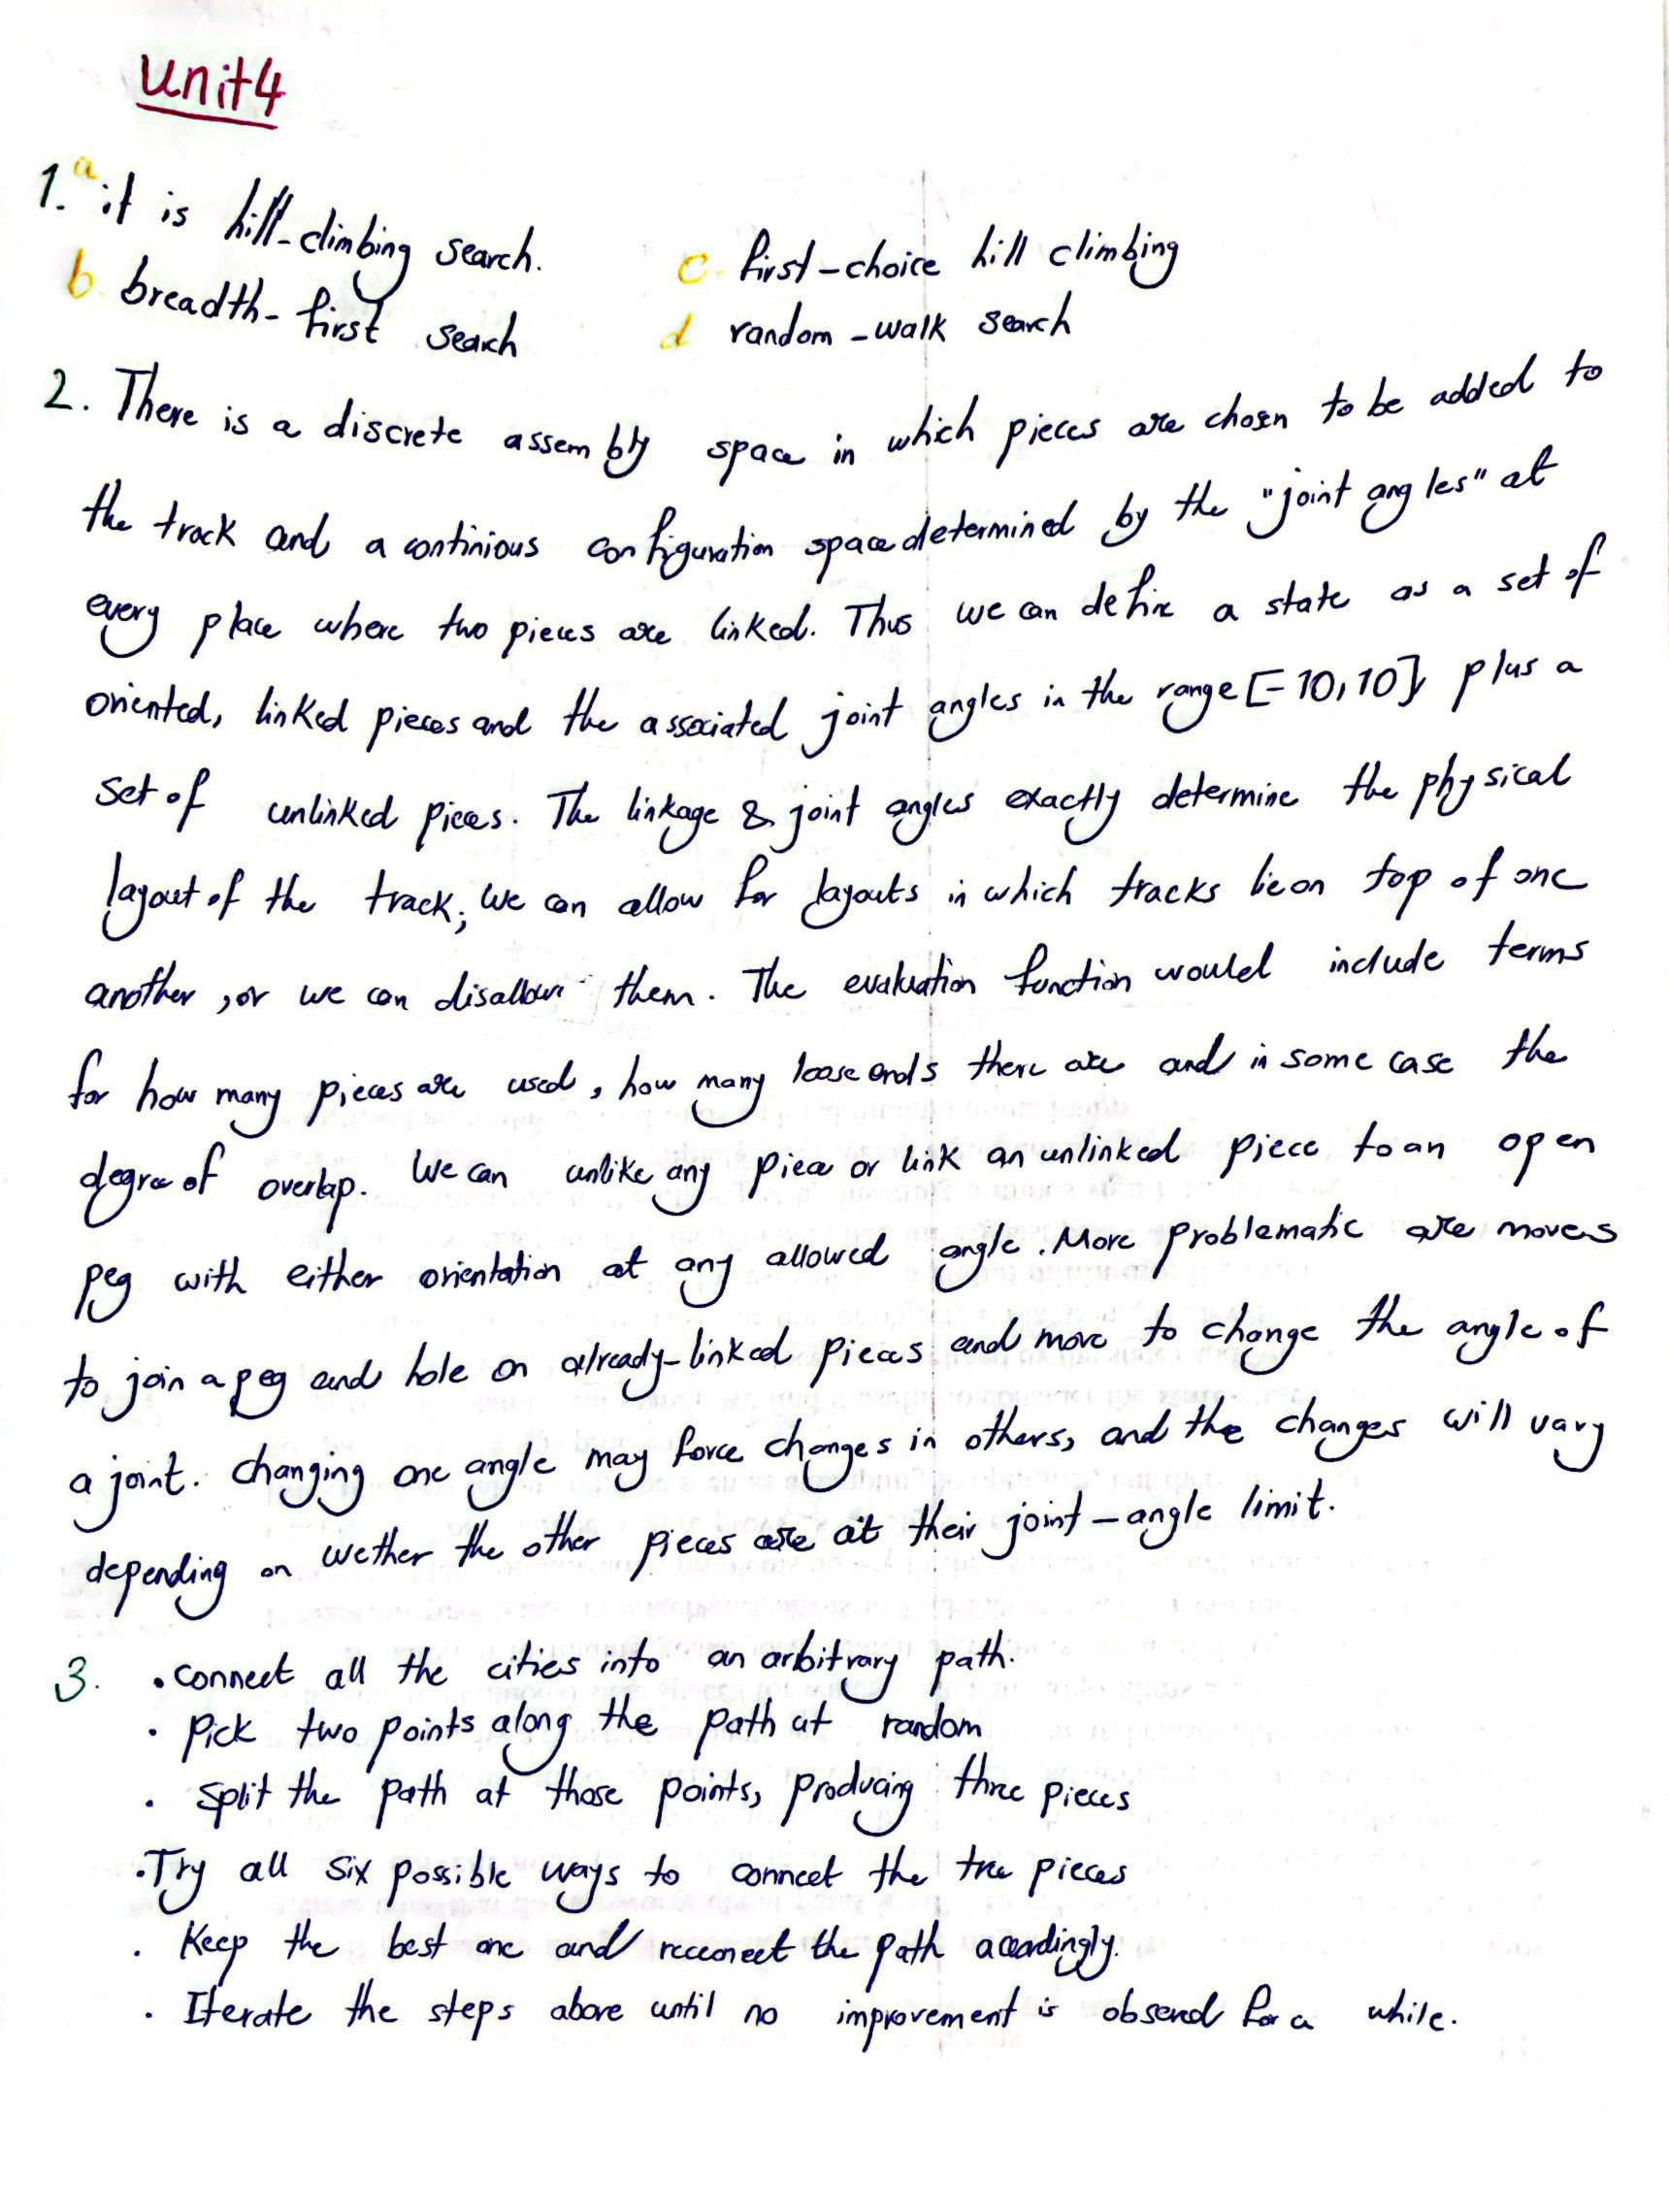 Unit4
1. a it is hill-climbing search.
b. breadth-first search
c. first-choice hill climbing
d random-walk search
2. There is a discrete assembly space in which pieces are chosen to be added to
the track and a continious configuration space determined by the "joint angles" at
every place where two pieces are linked. Thus we can define a state as a set of
oriented, linked pieces and the associated joint angles in the range [-10,10], plus a
set of unlinked pieces. The linkage & joint angles exactly determine the physical
layout of the track; we can allow for layouts in which tracks lie on top of one
another, or we can disallow them. The evaluation function would include terms
for how many pieces are used, how many loose ends there are and in some case the
degree of overlap. We can unlike any piece or link an unlinked piece to an open
peg with either orientation at any allowed angle. More problematic are moves
to join a peg and hole on already-linked pieces and move to change the angle of
a joint. changing one angle may force changes in others, and the changes will vary
depending on wether the other pieces are at their joint-angle limit.
3. • connect all the cities into an arbitrary path.
• Pick two points along the path at random
• split the path at those points, producing three pieces
• Try all six possible ways to connect the tree pieces
• Keep the best one and reconect the path accordingly.
• Iterate the steps above until no improvement is obsered for a while.